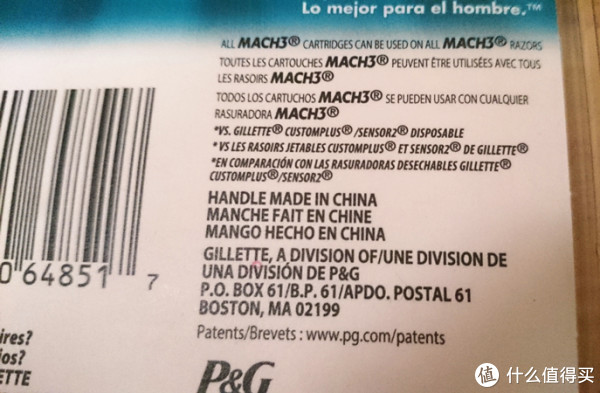 Lo mejor para el hombre.™
ALL MACH3® CARTRIDGES CAN BE USED ON ALL MACH3® RAZORS
TOUTES LES CARTOUCHES MACH3® PEUVENT ÊTRE UTILISÉES AVEC TOUS
LES RASOIRS MACH3®
TODOS LOS CARTUCHOS MACH3® SE PUEDEN USAR CON CUALQUIER
RASURADORA MACH3®
*VS. GILLETTE® CUSTOMPLUS®/SENSOR2® DISPOSABLE
* VS LES RASOIRS JETABLES CUSTOMPLUS® ET SENSOR2® DE GILLETTE®
*EN COMPARACIÓN CON LAS RASURADORAS DESECHABLES GILLETTE®
CUSTOMPLUS®/SENSOR2®
HANDLE MADE IN CHINA
MANCHE FAIT EN CHINE
MANGO HECHO EN CHINA
GILLETTE, A DIVISION OF/UNE DIVISION DE
UNA DIVISIÓN DE P&G
P.O. BOX 61/B.P. 61/APDO. POSTAL 61
BOSTON, MA 02199
Patents/Brevets : www.pg.com/patents
P&G
64851 7
ires?
ios?
ETTE
值 什么值得买